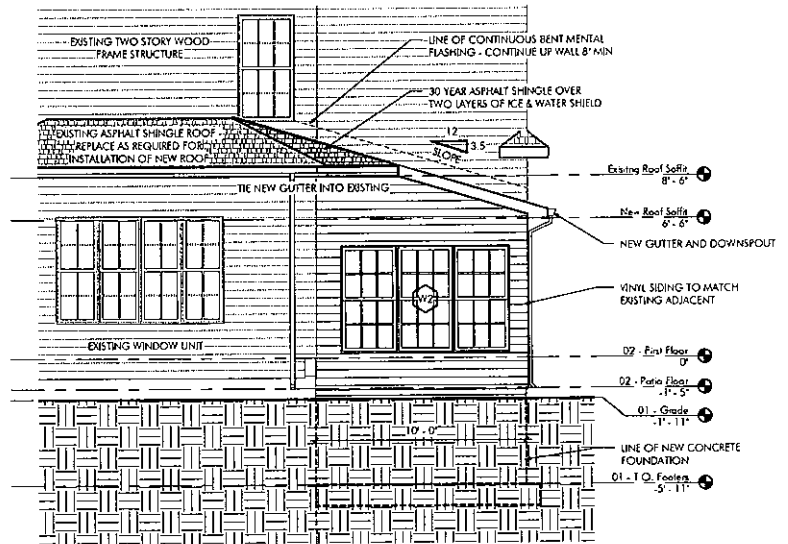 EXISTING TWO STORY WOOD
FRAME STRUCTURE
LINE OF CONTINUOUS BENT MENTAL
FLASHING - CONTINUE UP WALL 8' MIN
30 YEAR ASPHALT SHINGLE OVER
TWO LAYERS OF ICE & WATER SHIELD
EXISTING ASPHALT SHINGLE ROOF -
REPLACE AS REQUIRED FOR
INSTALLATION OF NEW ROOF
12
3.5
SLOPE
Existing Roof Soffit
8' - 6"
TIE NEW GUTTER INTO EXISTING
New Roof Soffit
6' - 6"
NEW GUTTER AND DOWNSPOUT
W2
VINYL SIDING TO MATCH
EXISTING ADJACENT
EXISTING WINDOW UNIT
02 - First Floor
0"
02 - Patio Floor
-1' - 5"
01 - Grade
-1' - 11"
10' - 0"
LINE OF NEW CONCRETE
FOUNDATION
01 - T.O. Footers
-5' - 11"